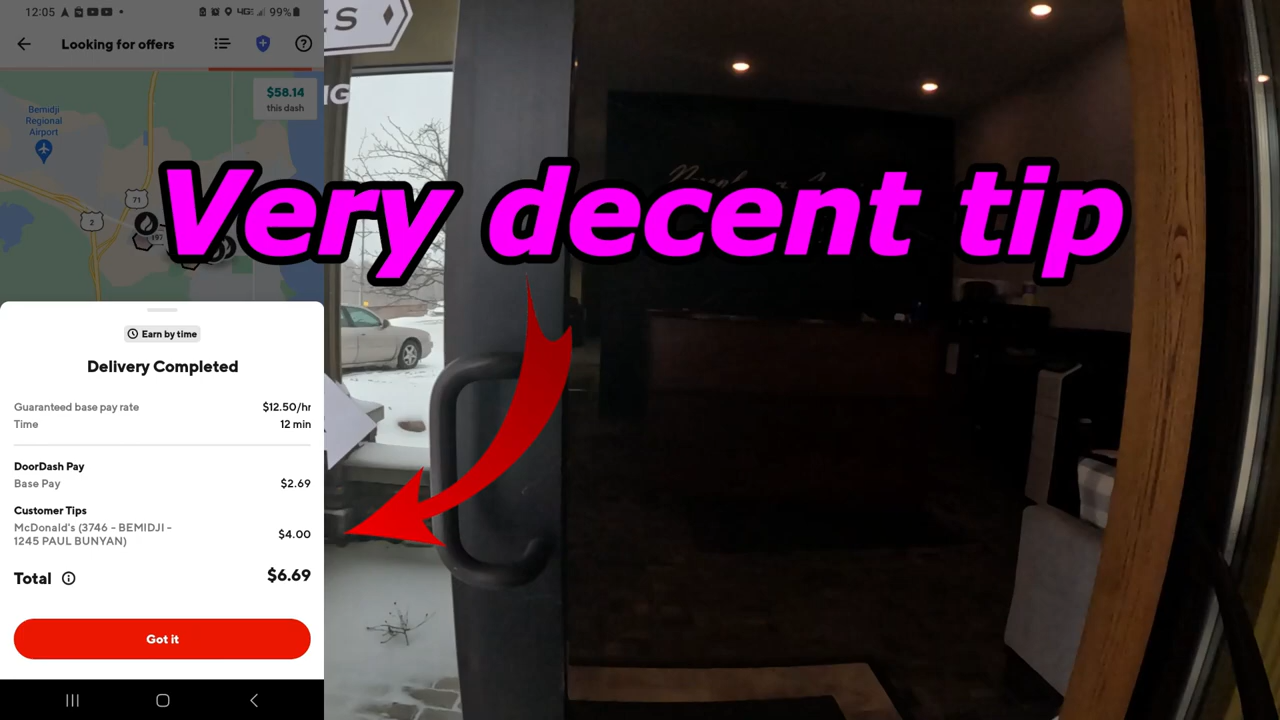 12:05
4GE
99%
Looking for offers
$58.14
this dash
Bemidji
Regional
Airport
71
2
197
Very decent tip
Earn by time
Delivery Completed
Guaranteed base pay rate $12.50/hr
Time 12 min
DoorDash Pay
Base Pay $2.69
Customer Tips
McDonald's (3746 - BEMIDJI -
1245 PAUL BUNYAN) $4.00
Total $6.69
Got it